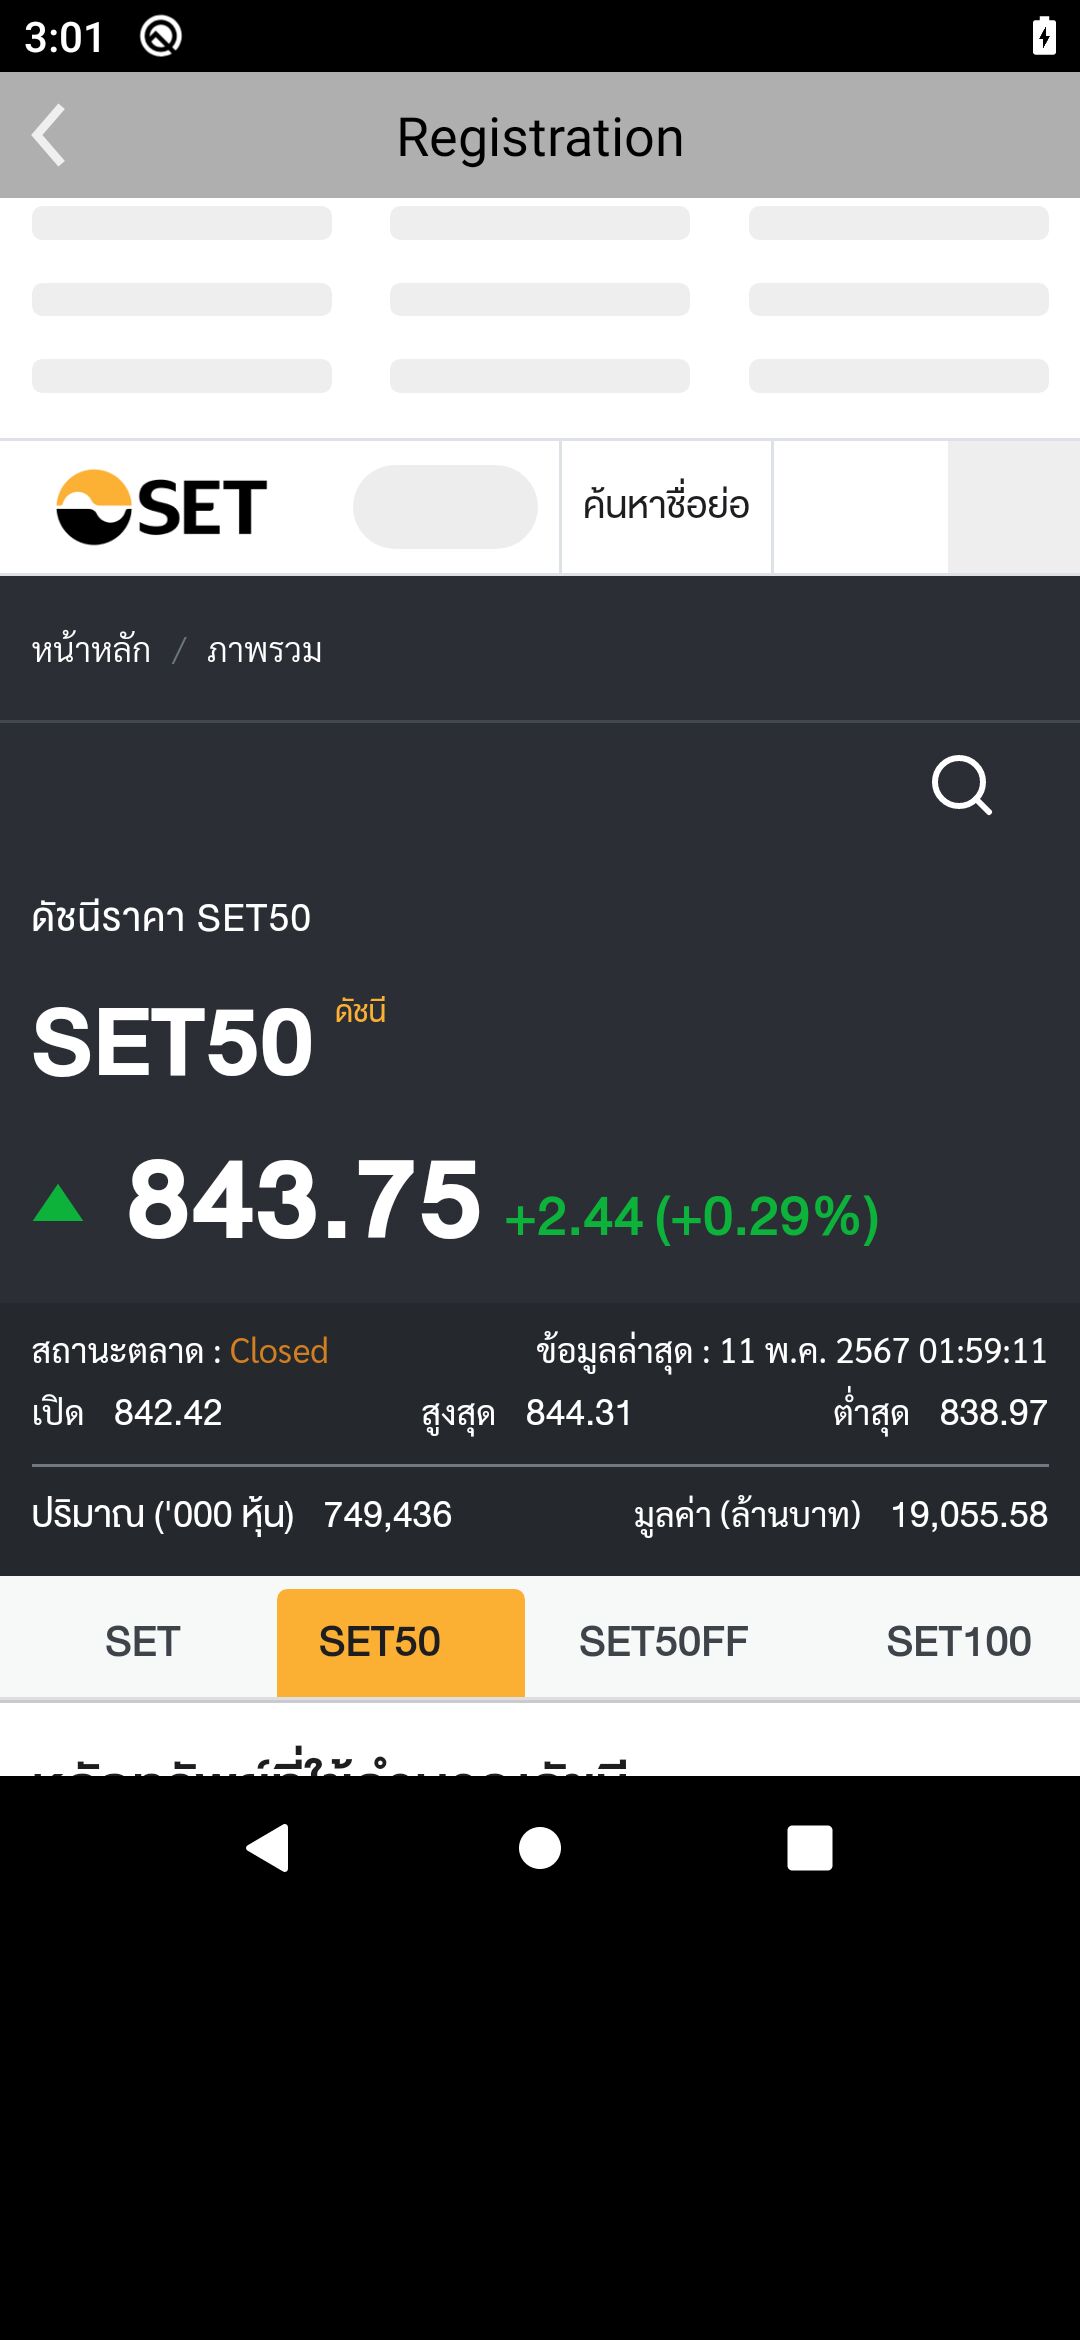 3:01
Registration
SET
ค้นหาชื่อย่อ
หน้าหลัก / ภาพรวม
ดัชนีราคา SET50
SET50 ดัชนี
843.75 +2.44 (+0.29%)
สถานะตลาด : Closed ข้อมูลล่าสุด : 11 พ.ค. 2567 01:59:11
เปิด 842.42 สูงสุด 844.31 ต่ำสุด 838.97
ปริมาณ ('000 หุ้น) 749,436 มูลค่า (ล้านบาท) 19,055.58
SET SET50 SET50FF SET100